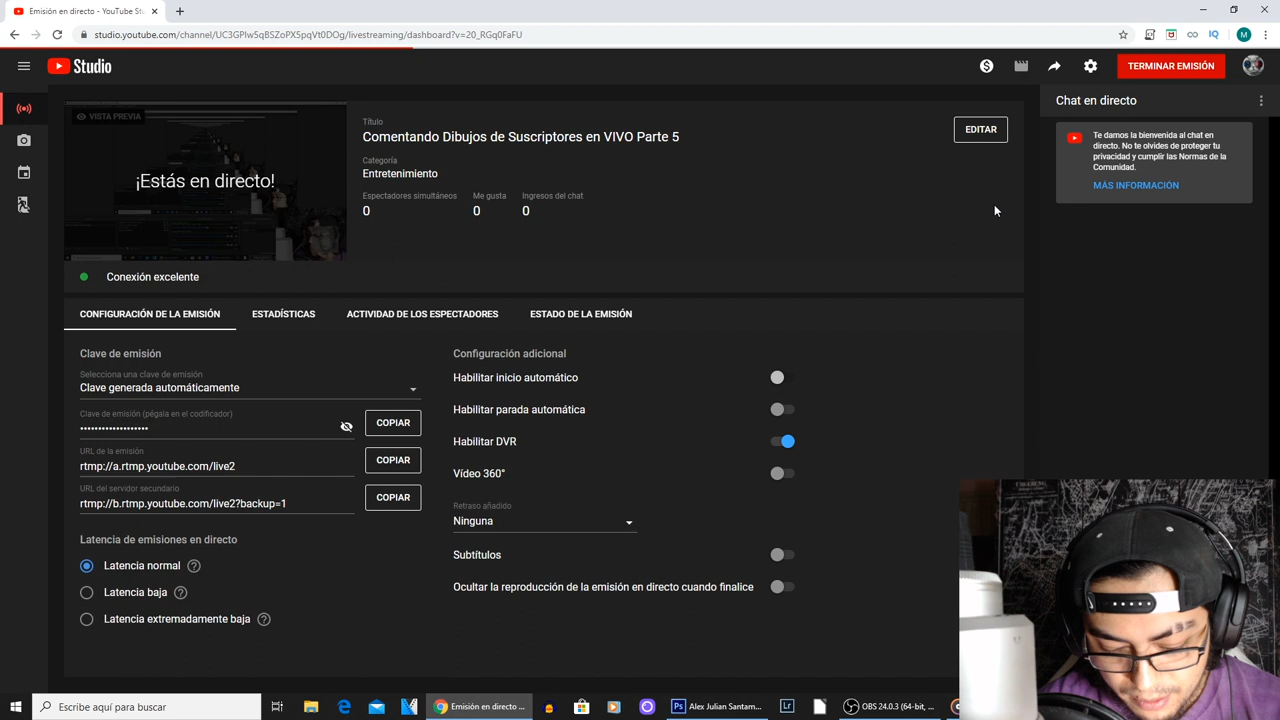 Emisión en directo - YouTube Stu
studio.youtube.com/channel/UC3GPIw5qBSZoPX5pqVt0DOg/livestreaming/dashboard?v=20_RGq0FaFU
M
Studio
TERMINAR EMISIÓN
VISTA PREVIA
¡Estás en directo!
Título
Comentando Dibujos de Suscriptores en VIVO Parte 5
EDITAR
Categoría
Entretenimiento
Espectadores simultáneos Me gusta Ingresos del chat
0 0 0
Conexión excelente
Chat en directo
Te damos la bienvenida al chat en
directo. No te olvides de proteger tu
privacidad y cumplir las Normas de la
Comunidad.
MÁS INFORMACIÓN
CONFIGURACIÓN DE LA EMISIÓN ESTADÍSTICAS ACTIVIDAD DE LOS ESPECTADORES ESTADO DE LA EMISIÓN
Clave de emisión
Selecciona una clave de emisión
Clave generada automáticamente
Clave de emisión (pégala en el codificador)
••••••••••••••••••• COPIAR
URL de la emisión
rtmp://a.rtmp.youtube.com/live2 COPIAR
URL del servidor secundario
rtmp://b.rtmp.youtube.com/live2?backup=1 COPIAR
Latencia de emisiones en directo
Latencia normal
Latencia baja
Latencia extremadamente baja
Configuración adicional
Habilitar inicio automático
Habilitar parada automática
Habilitar DVR
Vídeo 360°
Retraso añadido
Ninguna
Subtítulos
Ocultar la reproducción de la emisión en directo cuando finalice
Escribe aquí para buscar
Emisión en directo ...
Alex Julian Santam...
OBS 24.0.3 (64-bit, ...